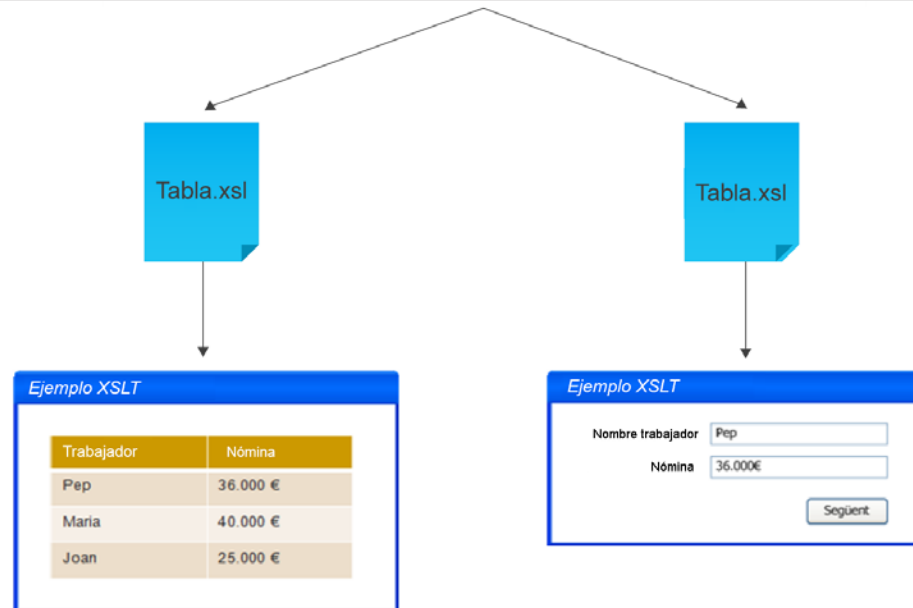 Tabla.xsl
Tabla.xsl
Ejemplo XSLT
Trabajador Nómina
Pep 36.000 €
Maria 40.000 €
Joan 25.000 €
Ejemplo XSLT
Nombre trabajador Pep
Nómina 36.000€
Següent